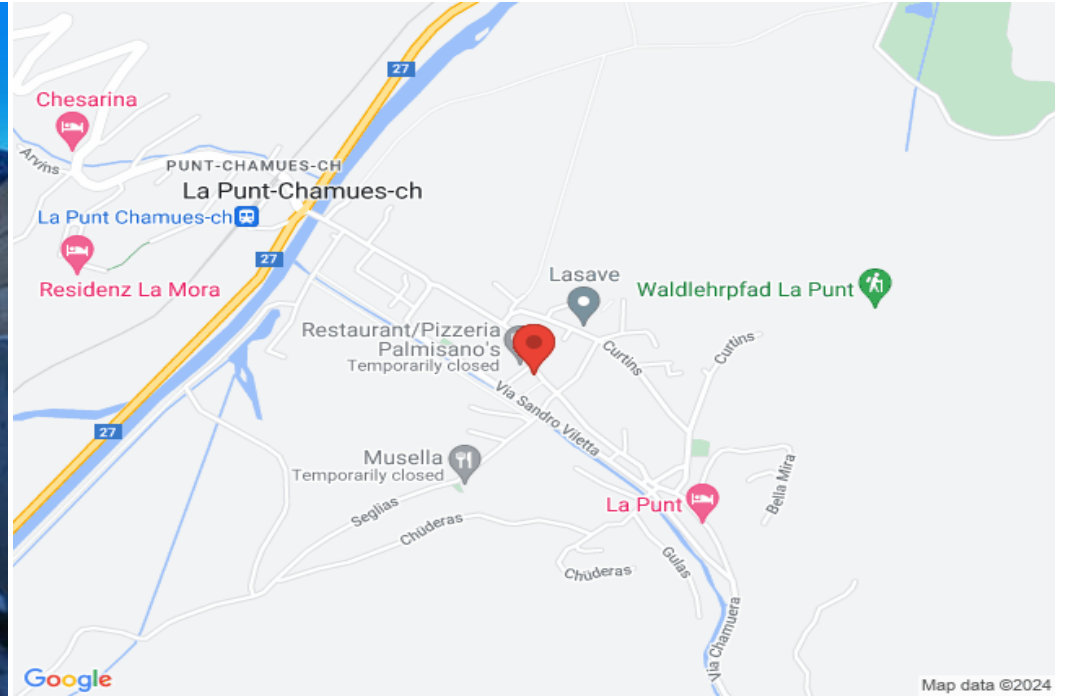 27
Chesarina
Arvins
PUNT-CHAMUES-CH
La Punt-Chamues-ch
La Punt Chamues-ch
27
Residenz La Mora
Lasave
Waldlehrpfad La Punt
Restaurant/Pizzeria
Palmisano's
Temporarily closed
Curtins
Curtins
Via Sandro Viletta
27
Musella
Temporarily closed
Bella Mira
La Punt
Seglias
Chüderas
Chüderas
Gulas
Via Chamuera
Google
Map data ©2024